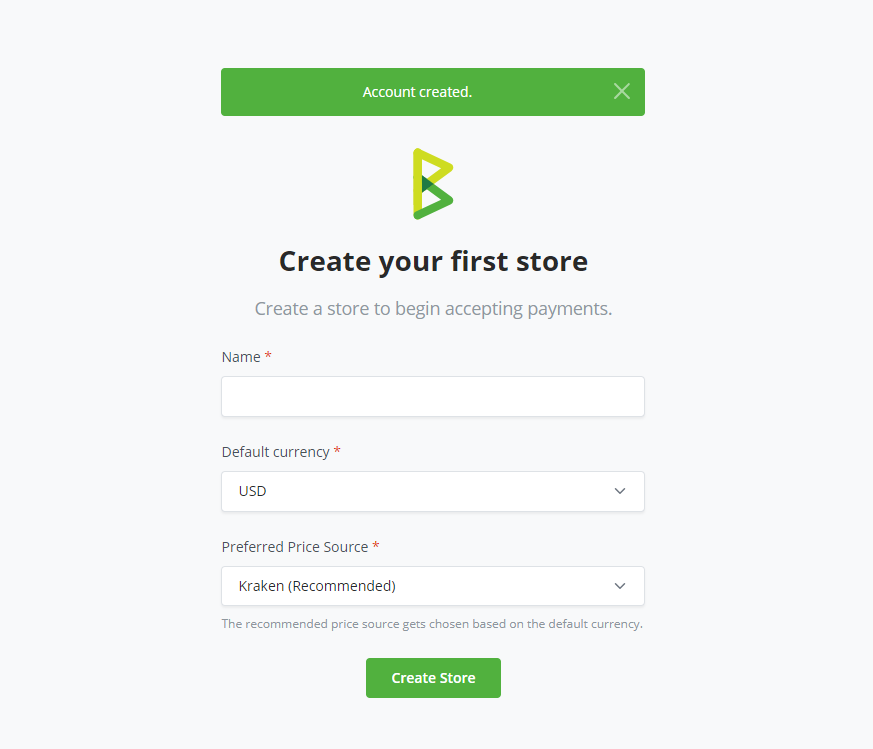 Account created.
Create your first store
Create a store to begin accepting payments.
Name *
Default currency *
USD
Preferred Price Source *
Kraken (Recommended)
The recommended price source gets chosen based on the default currency.
Create Store